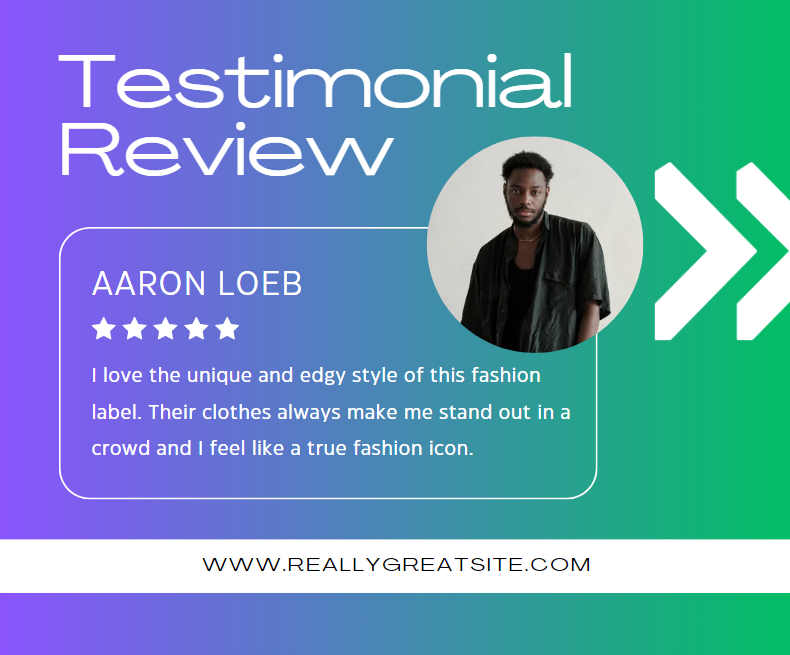 Testimonial
Review
AARON LOEB
I love the unique and edgy style of this fashion
label. Their clothes always make me stand out in a
crowd and I feel like a true fashion icon.
WWW.REALLYGREATSITE.COM